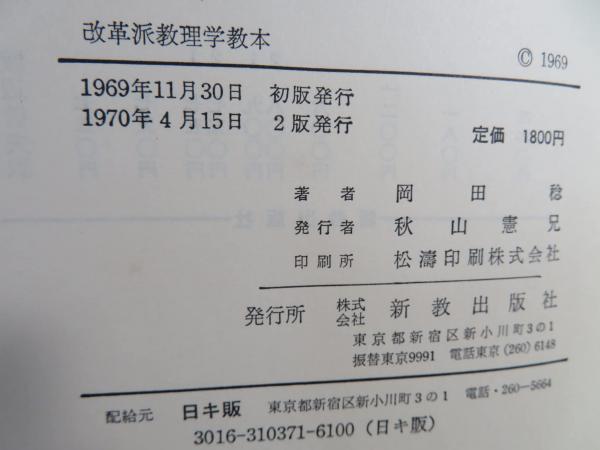 改革派教理学教本
© 1969
1969年11月30日 初版発行
1970年4月15日 2版発行
定価 1800円
著者 岡田稔
発行者 秋山憲兄
印刷所 松濤印刷株式会社
発行所 株式会社 新教出版社
東京都新宿区新小川町3の1
振替東京9991 電話東京(260)6148
配給元 日キ販 東京都新宿区新小川町3の1 電話・260-5664
3016-310371-6100(日キ販)